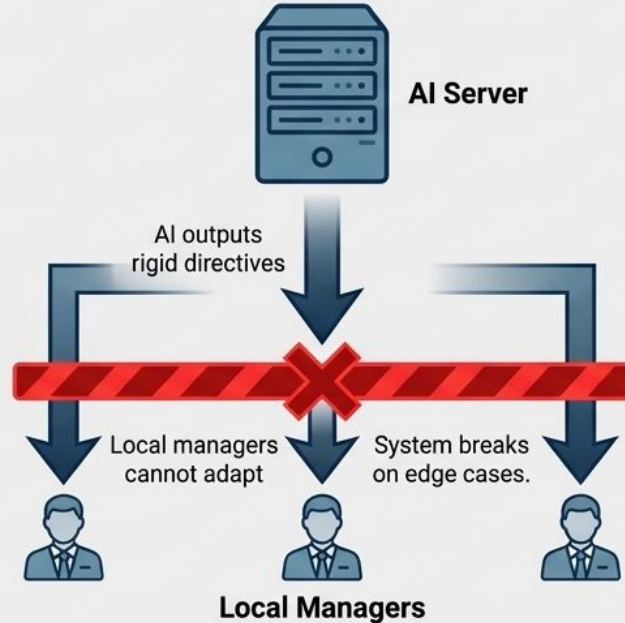 AI Server
AI outputs
rigid directives
Local managers
cannot adapt
System breaks
on edge cases.
Local Managers